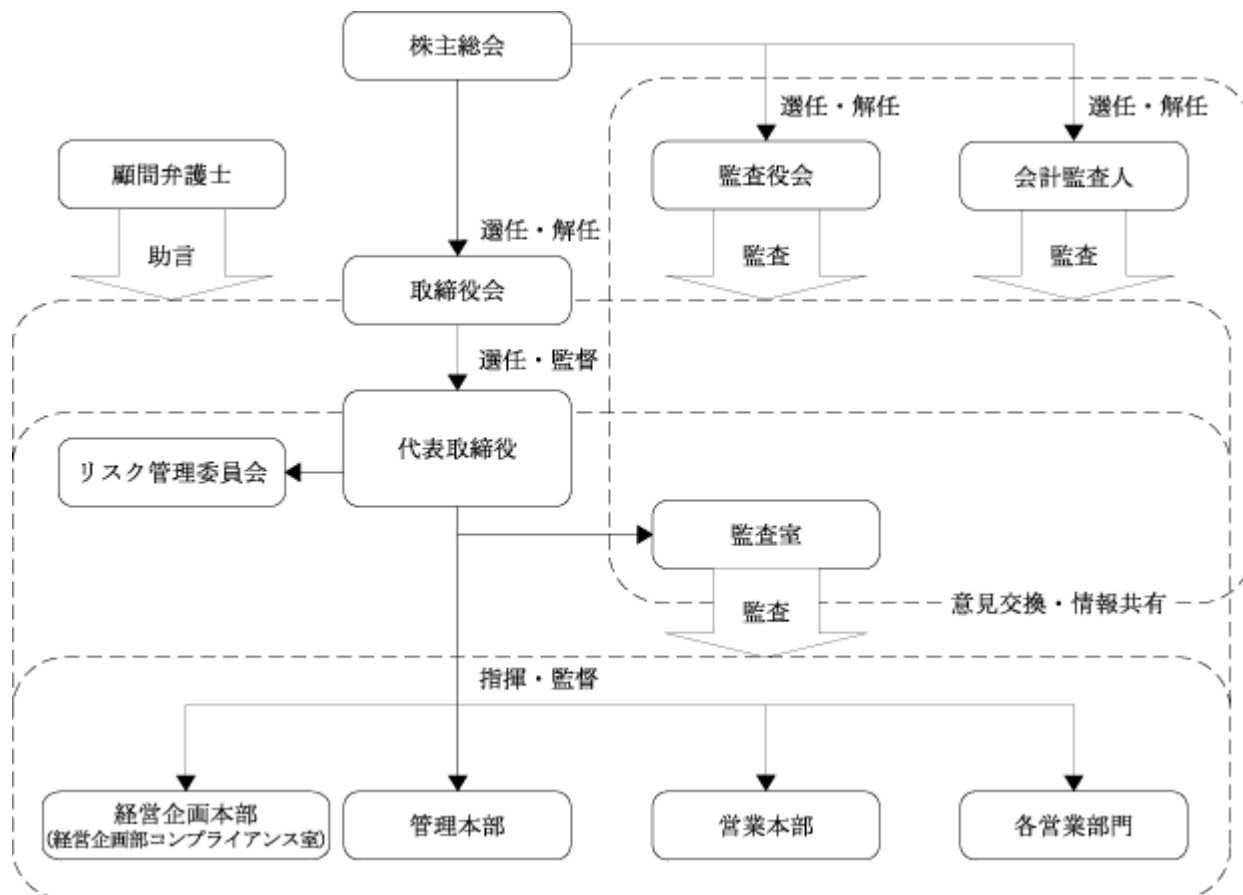 株主総会
選任・解任
選任・解任
顧問弁護士
監査役会
会計監査人
選任・解任
助言
監査
監査
取締役会
選任・監督
代表取締役
リスク管理委員会
監査室
意見交換・情報共有
監査
指揮・監督
経営企画本部
(経営企画部コンプライアンス室)
管理本部
営業本部
各営業部門